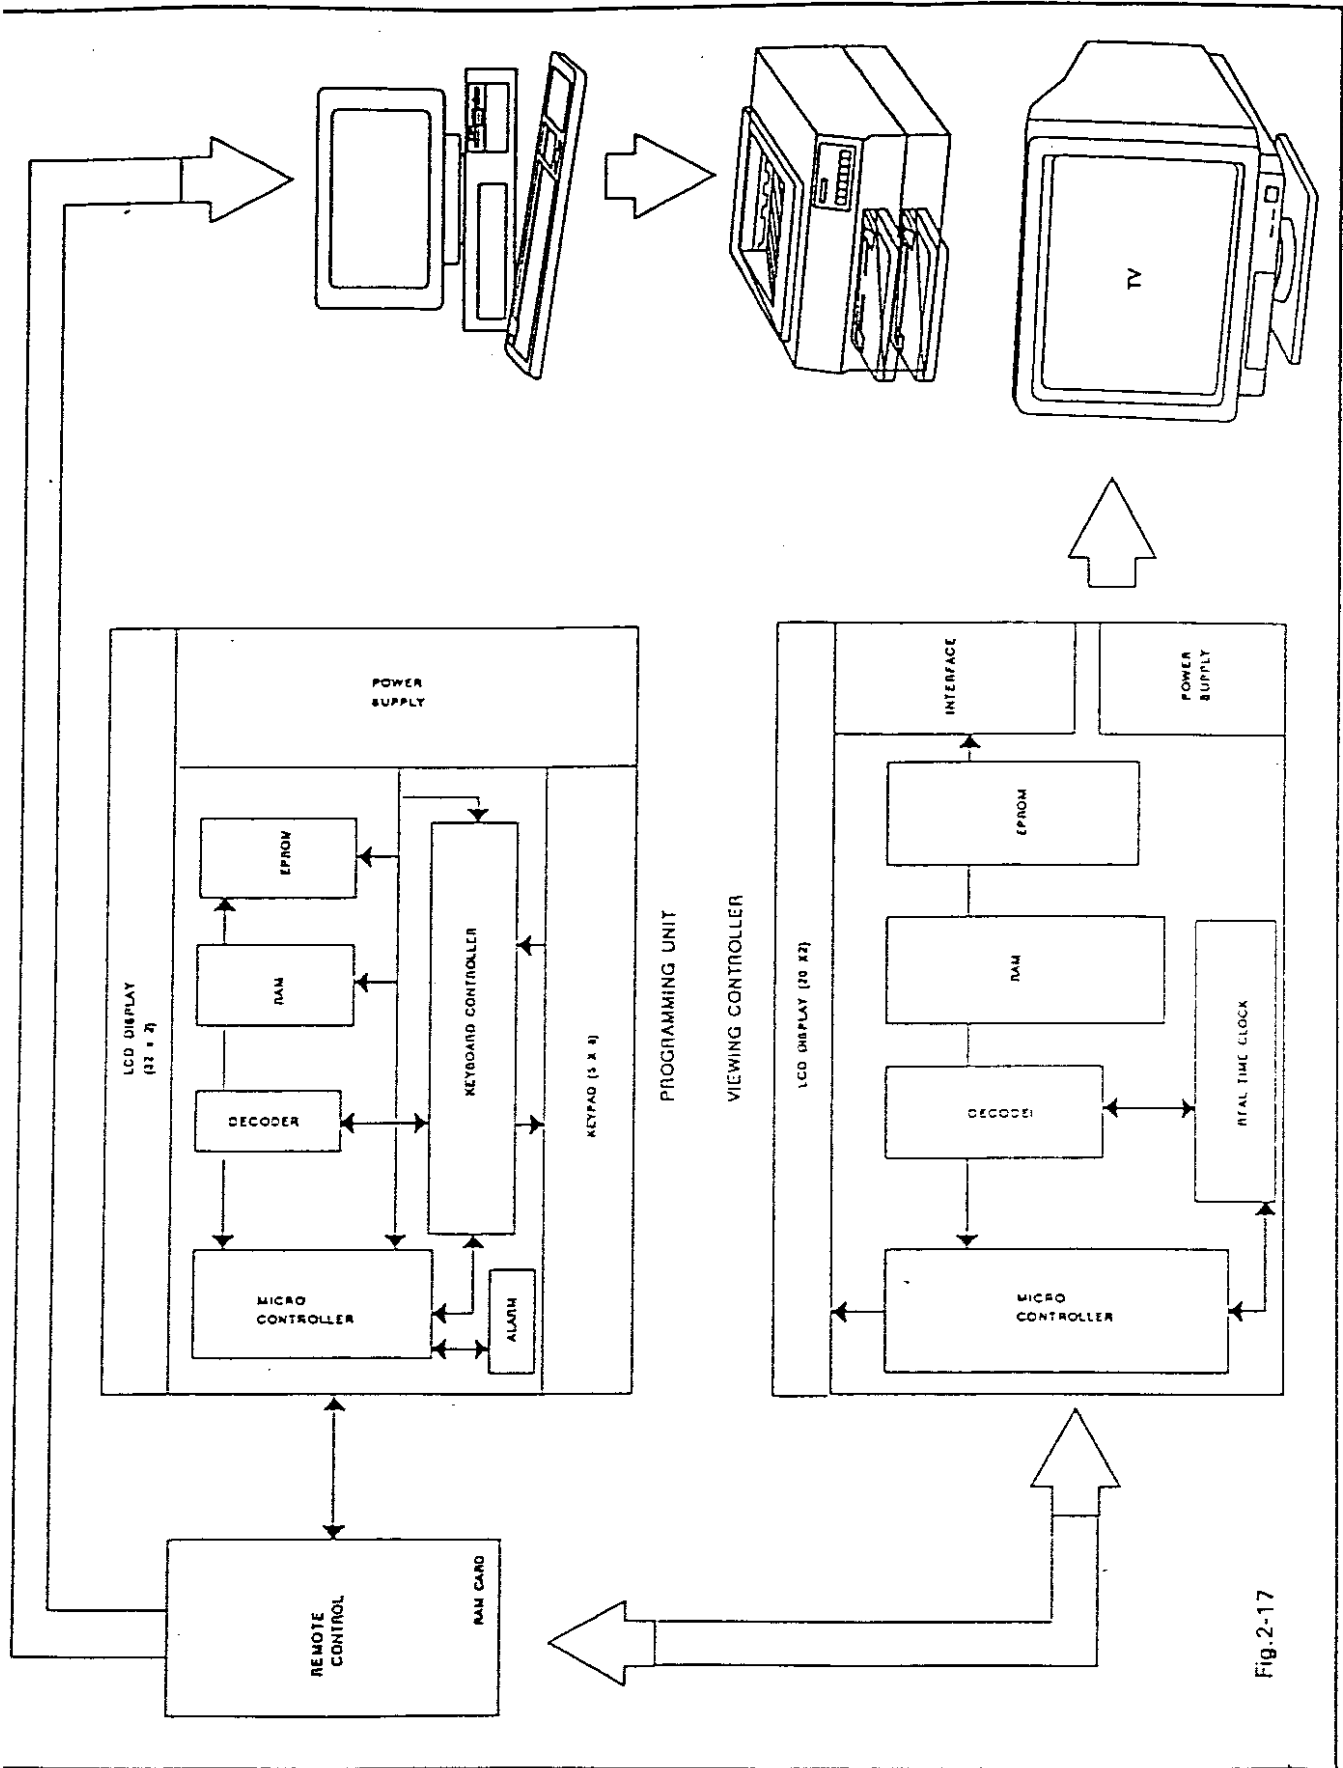 LCD DISPLAY
POWER
SUPPLY
EPROM
RAM
DECODER
MICRO
CONTROLLER
KEYBOARD CONTROLLER
ALARM
PROGRAMMING UNIT
REMOTE
CONTROL
RAM CARD
VIEWING CONTROLLER
LCD DISPLAY (20 X2)
INTERFACE
POWER
SUPPLY
EPROM
RAM
REAL TIME CLOCK
MICRO
CONTROLLER
TV
Fig.2-17